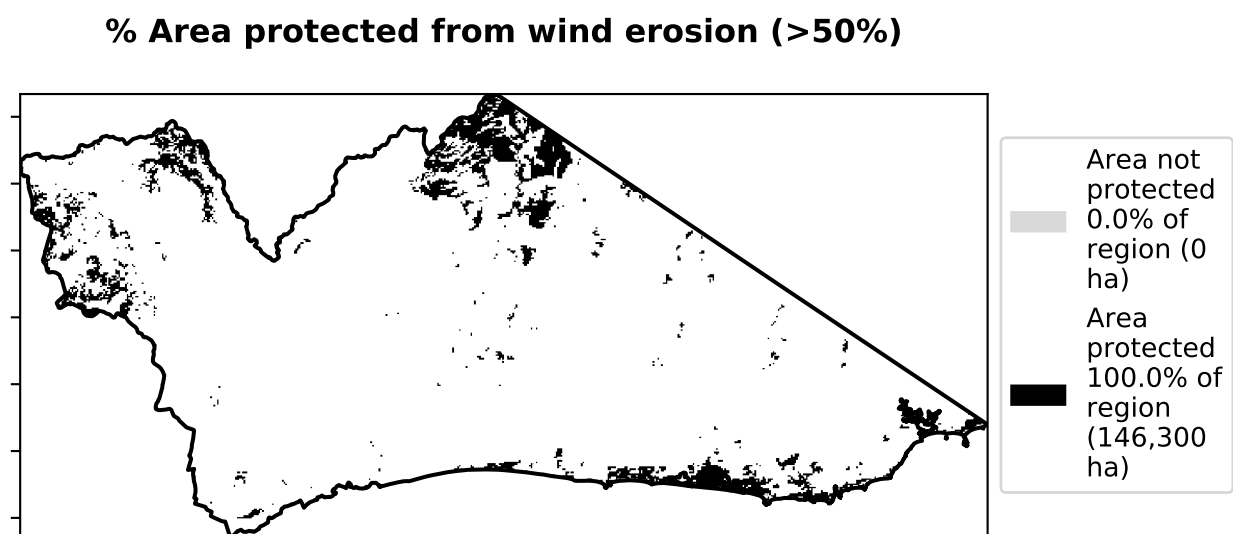 % Area protected from wind erosion (>50%)
Area not
protected
0.0% of
region (0
ha)
Area
protected
100.0% of
region
(146,300
ha)